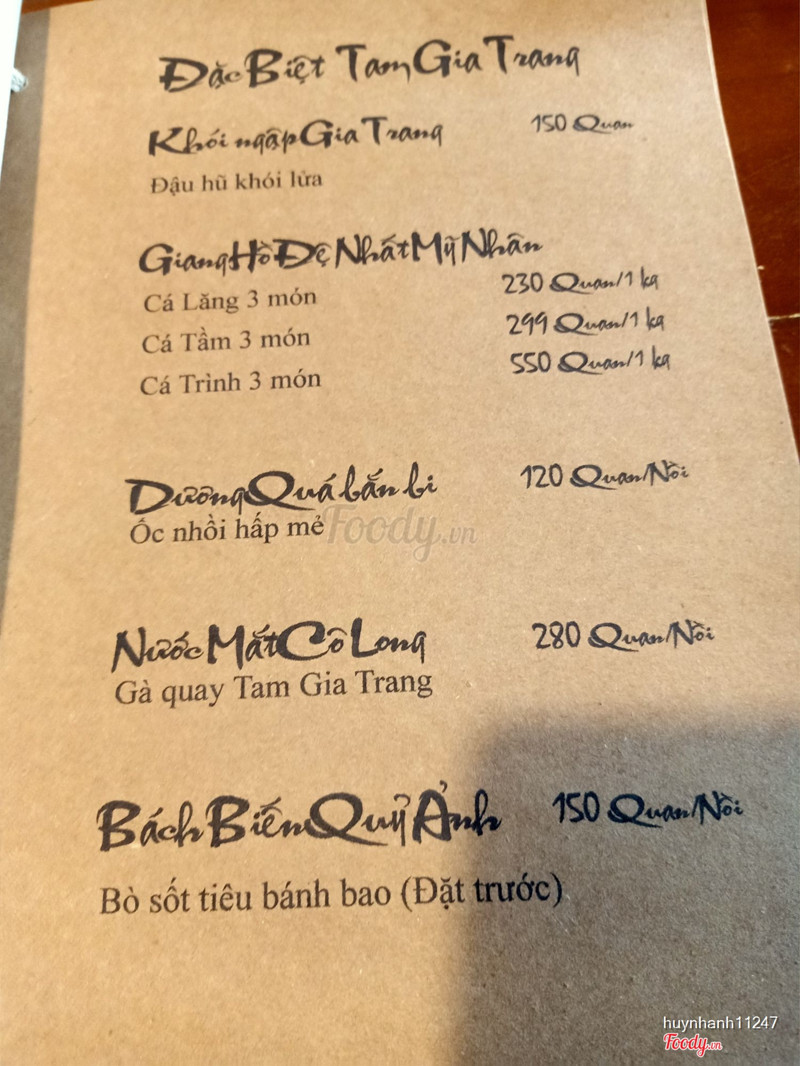 Đặc Biệt Tam Gia Trang
Khói ngập Gia Trang 150 Quan
Đậu hũ khói lửa
Giang Hồ Đệ Nhất Mỹ Nhân
Cá Lăng 3 món 230 Quan/1 kg
Cá Tầm 3 món 299 Quan/1 kg
Cá Trình 3 món 550 Quan/1 kg
Dương Quá bắn bi 120 Quan/Nồi
Ốc nhồi hấp mẻ
Foody.vn
Nước Mắt Cô Long 280 Quan/Nồi
Gà quay Tam Gia Trang
Bách Biến Quỷ Ảnh 150 Quan/Nồi
Bò sốt tiêu bánh bao (Đặt trước)
huynhanh11247
Foody.vn